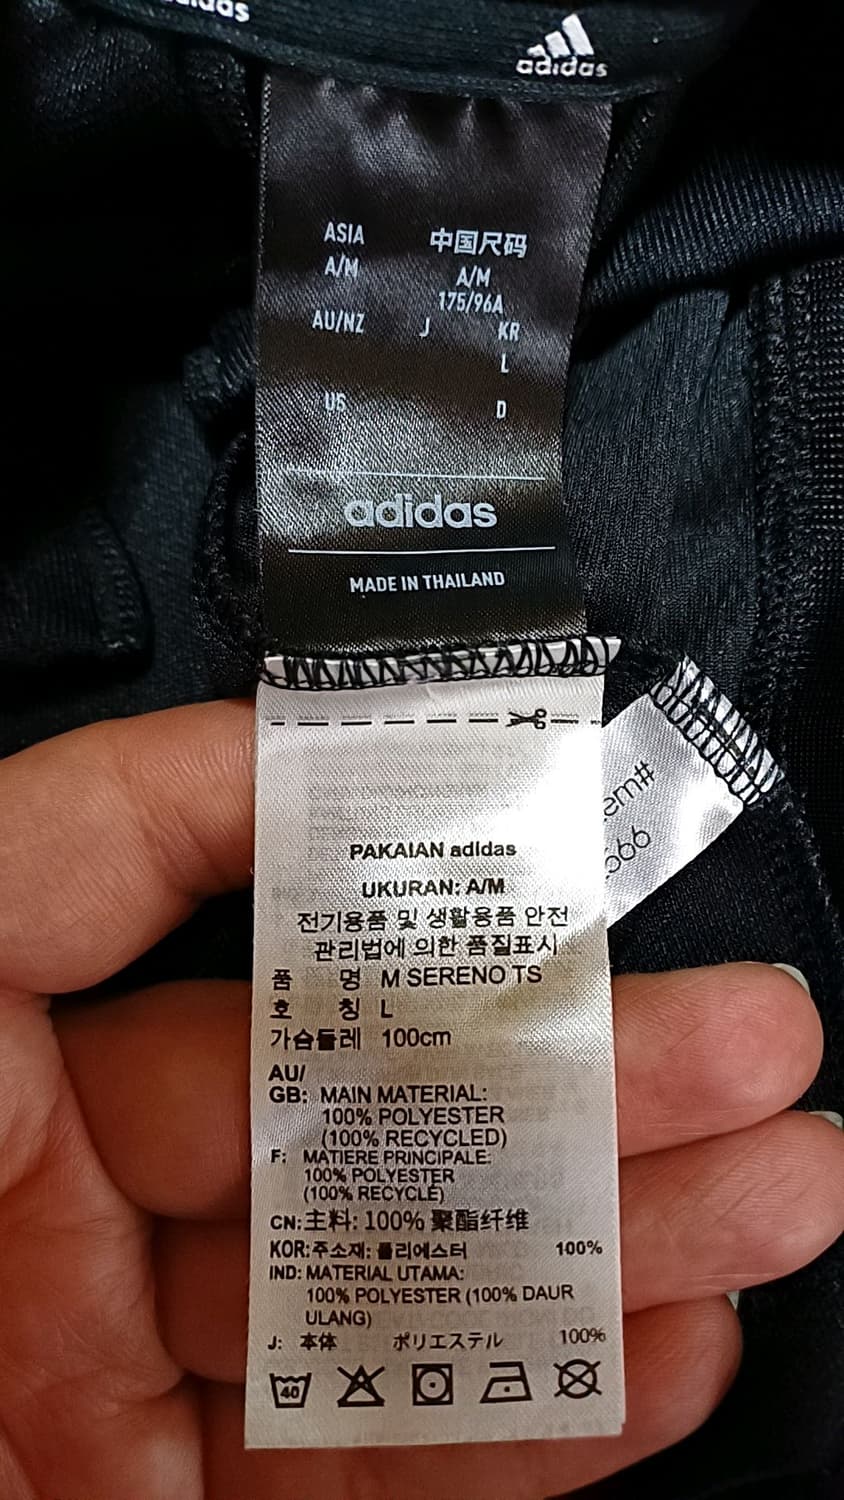 adidas
adidas
ASIA 中国尺码
A/M A/M
175/96A
AU/NZ J KR
L
US D
adidas
MADE IN THAILAND
PAKAIAN adidas
UKURAN: A/M
전기용품 및 생활용품 안전
관리법에 의한 품질표시
품 명 M SERENO TS
호 칭 L
가슴둘레 100cm
AU/
GB: MAIN MATERIAL:
100% POLYESTER
(100% RECYCLED)
F: MATIERE PRINCIPALE:
100% POLYESTER
(100% RECYCLÉ)
CN: 主料: 100% 聚酯纤维
KOR: 주소재: 폴리에스터 100%
IND: MATERIAL UTAMA:
100% POLYESTER (100% DAUR
ULANG)
J: 本体 ポリエステル 100%
40